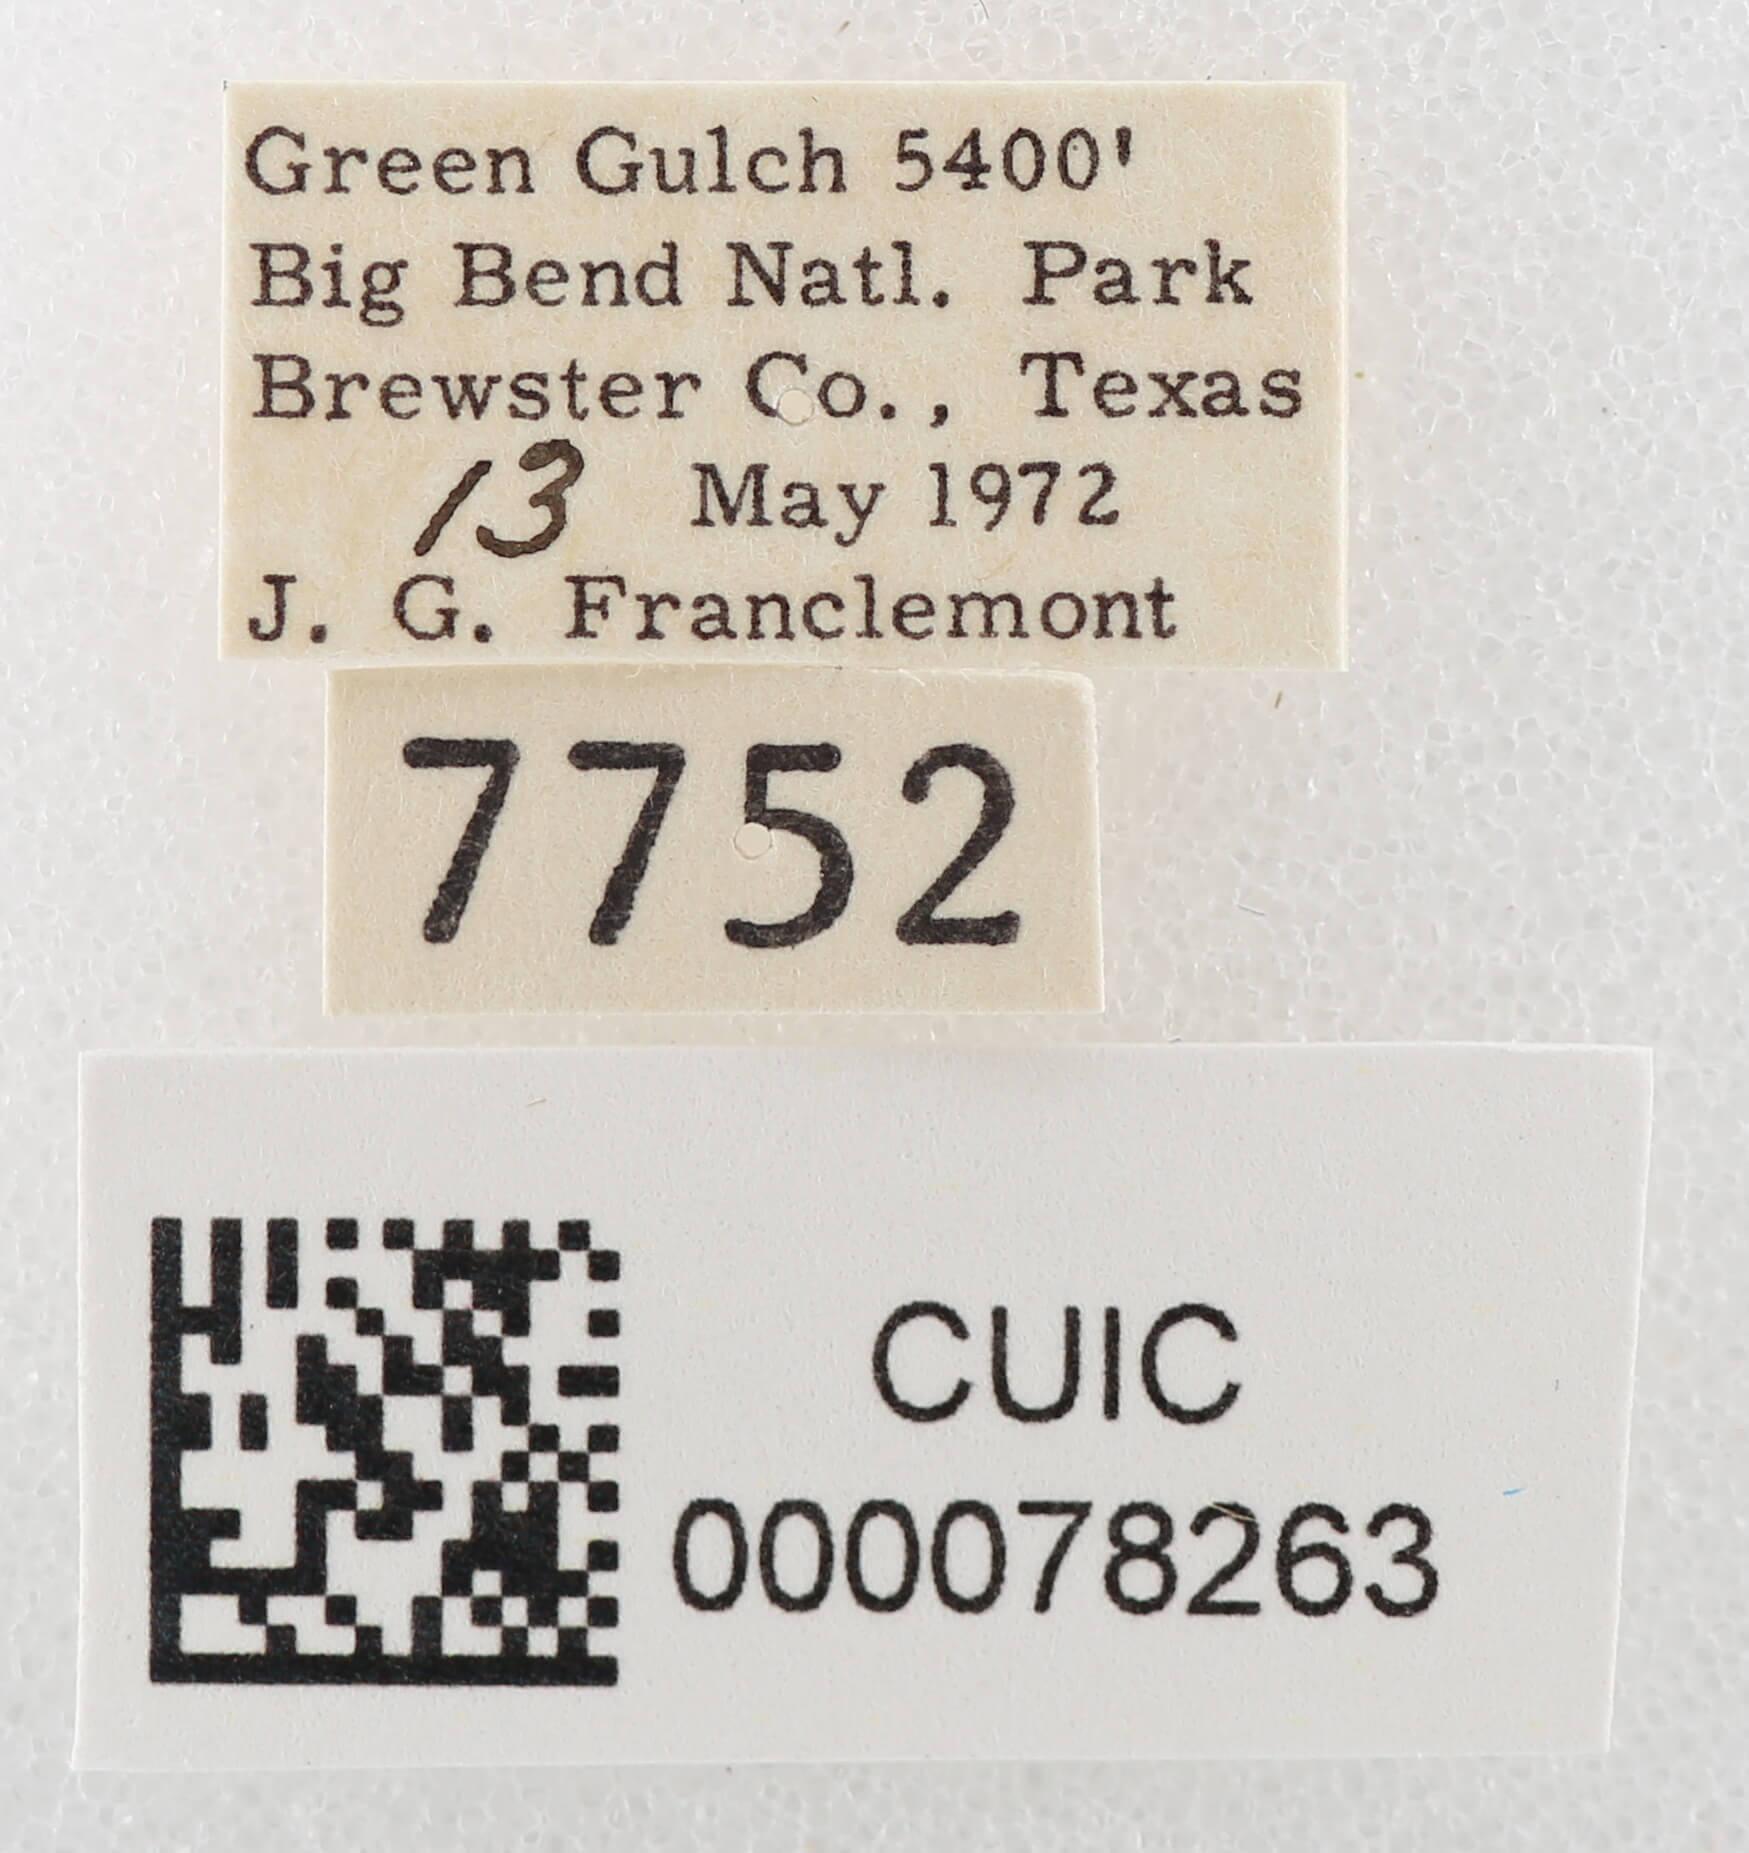 Green Gulch 5400'
Big Bend Natl. Park
Brewster Co., Texas
13 May 1972
J. G. Franclemont
7752
CUIC
000078263